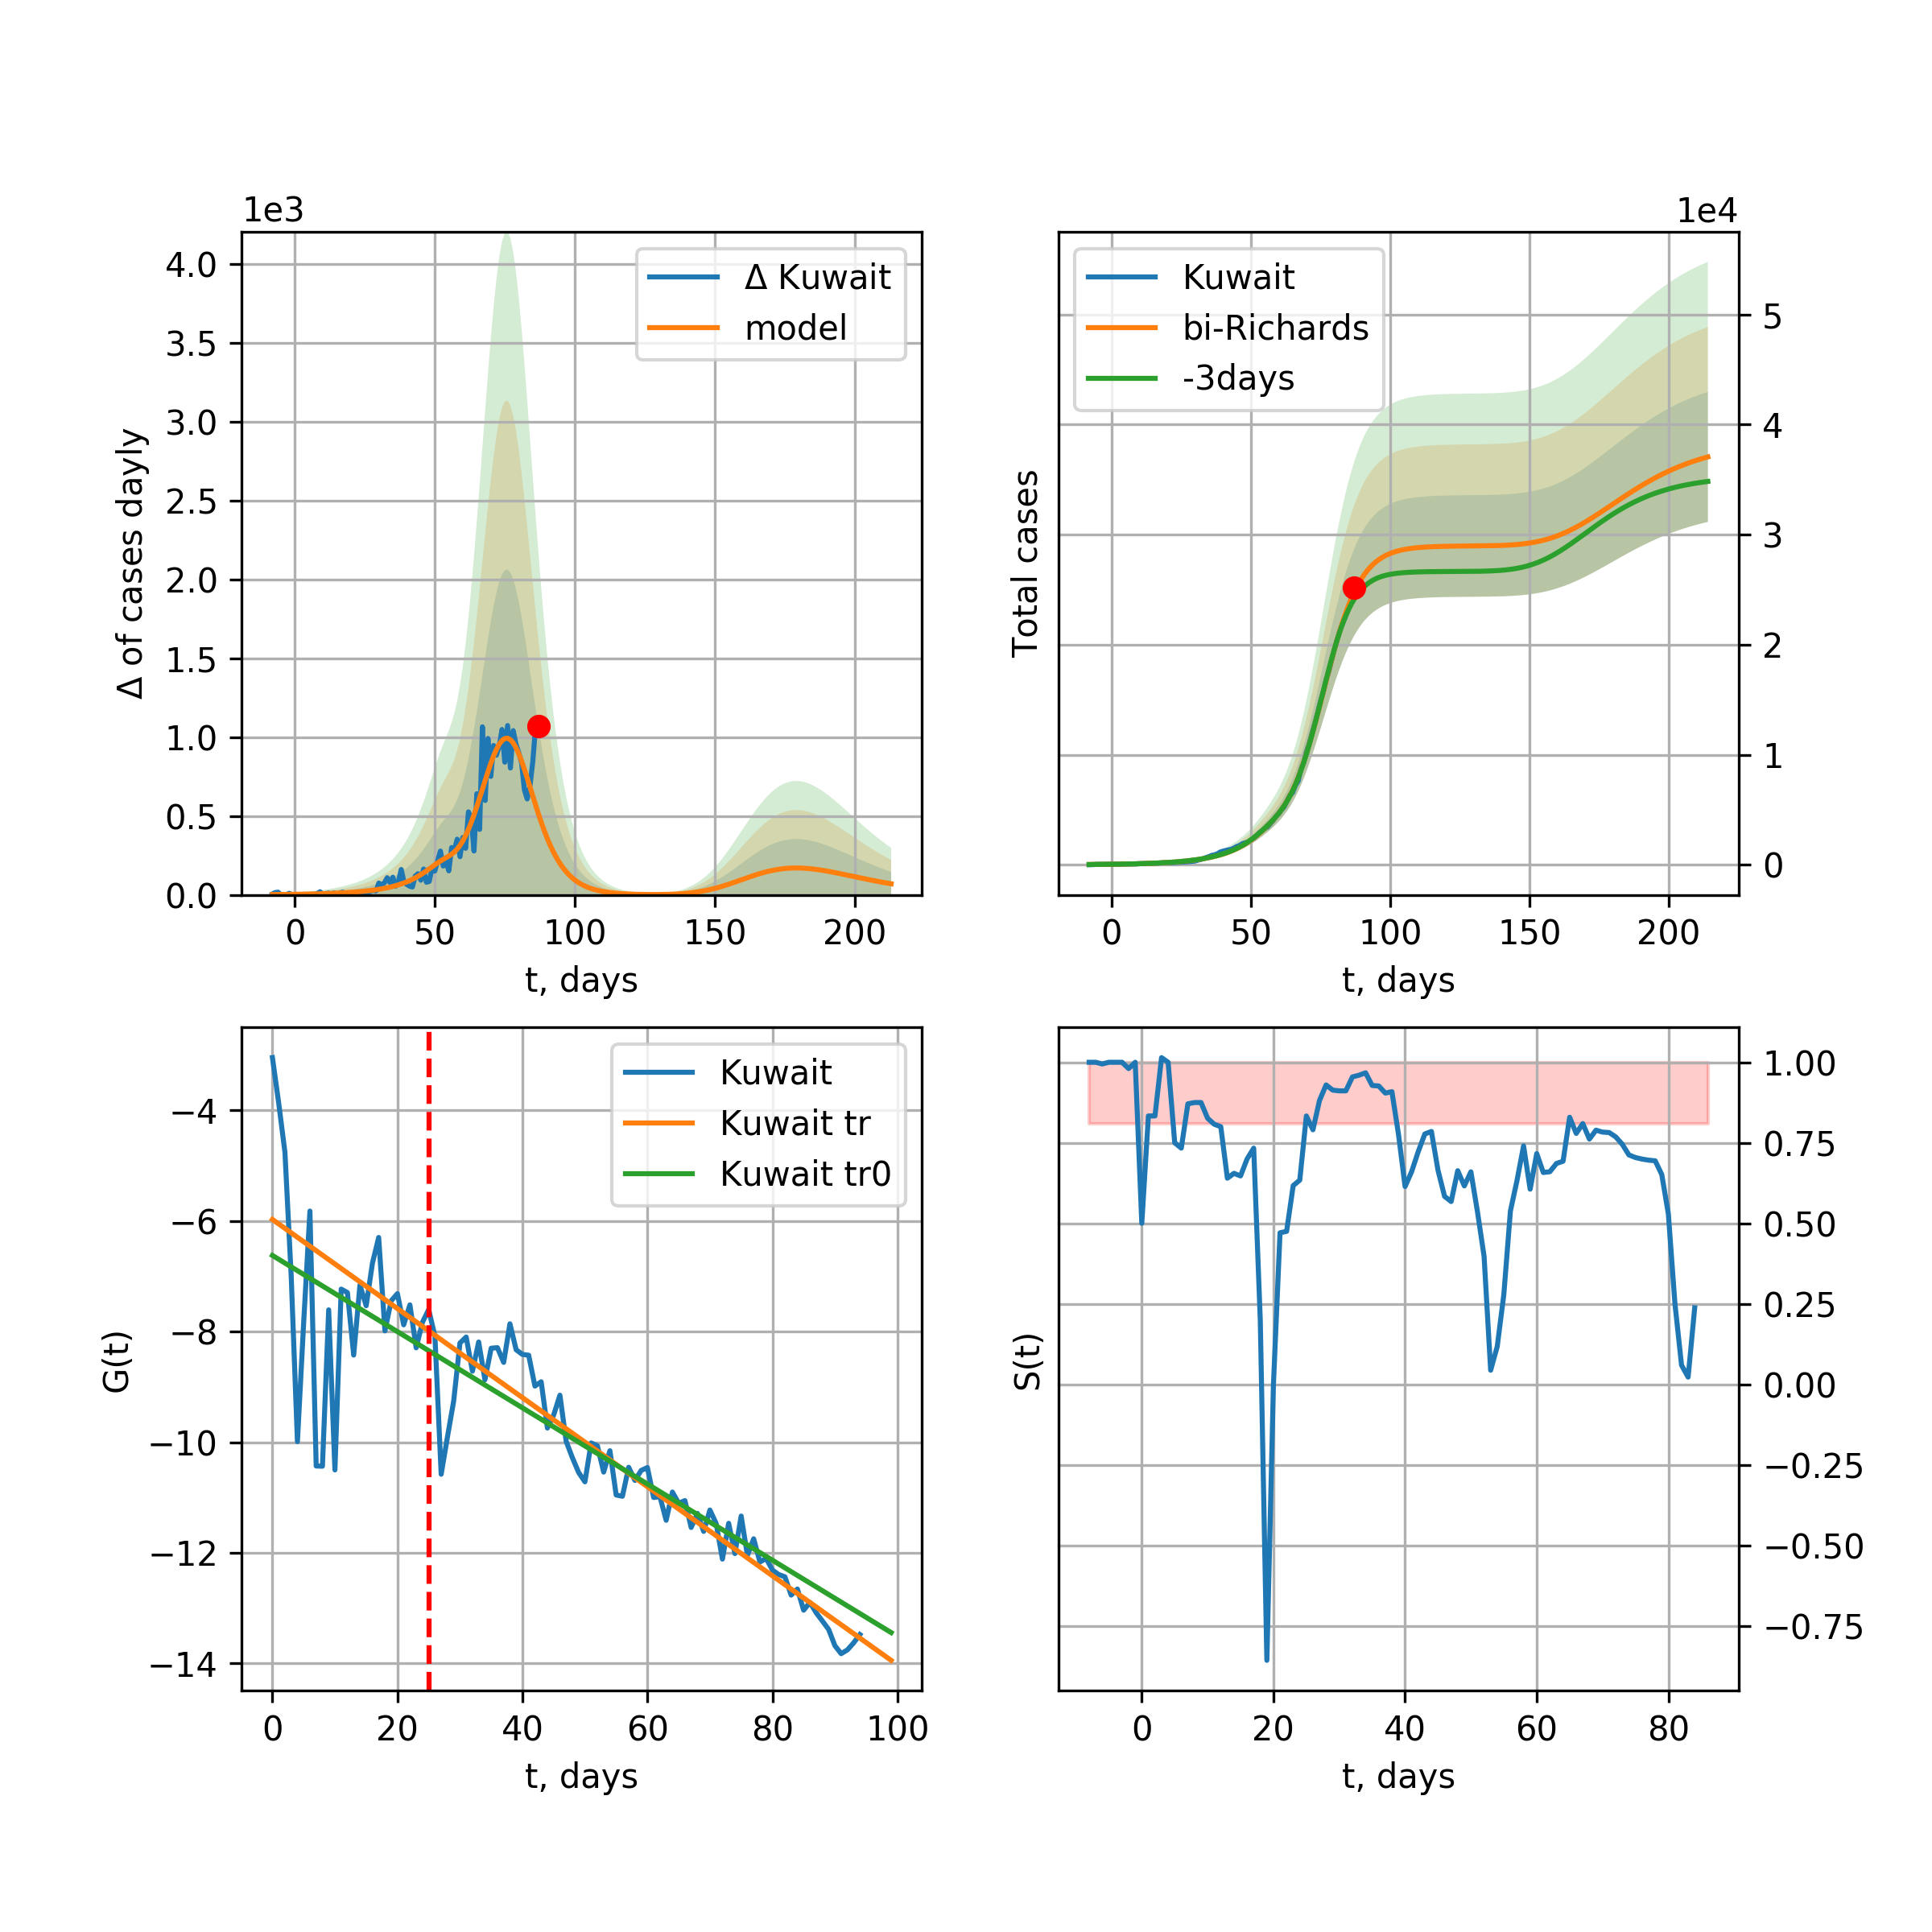 1e3
4.0
3.5
3.0
2.5
2.0
1.5
1.0
0.5
0.0
Δ of cases dayly
Δ Kuwait
model
0 50 100 150 200
t, days
1e4
Kuwait
bi-Richards
-3days
5
4
3
2
1
0
Total cases
0 50 100 150 200
t, days
−4
−6
−8
−10
−12
−14
G(t)
Kuwait
Kuwait tr
Kuwait tr0
0 20 40 60 80 100
t, days
1.00
0.75
0.50
0.25
0.00
−0.25
−0.50
−0.75
S(t)
0 20 40 60 80
t, days